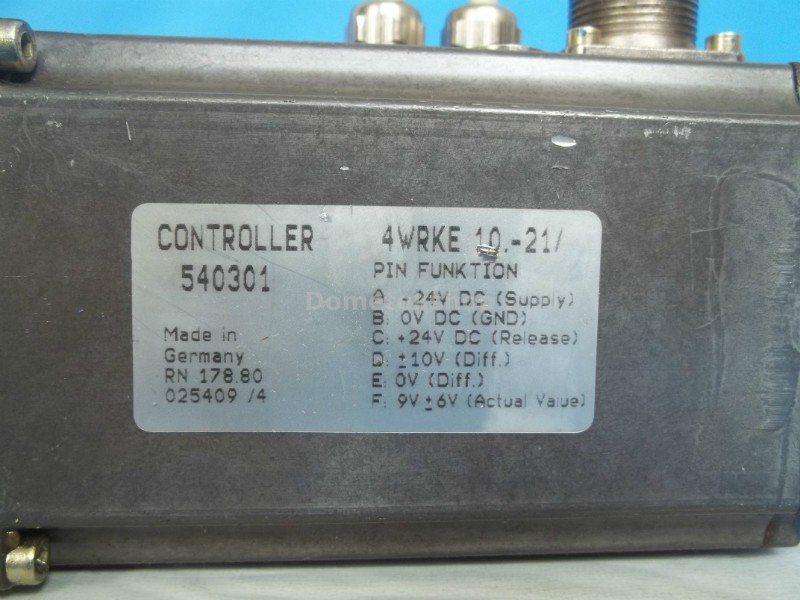 CONTROLLER
540301
Made in
Germany
RN 178.80
025409 /4
4WRKE 10.-21/
PIN FUNKTION
A: +24V DC (Supply)
B: 0V DC (GND)
C: +24V DC (Release)
D: ±10V (Diff.)
E: 0V (Diff.)
F: 9V ±6V (Actual Value)